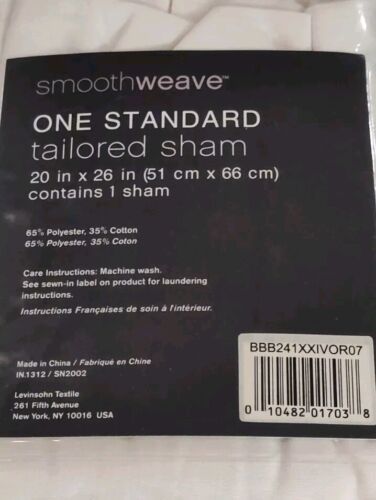 smoothweave™
ONE STANDARD
tailored sham
20 in x 26 in (51 cm x 66 cm)
contains 1 sham
65% Polyester, 35% Cotton
65% Polyester, 35% Coton
Care Instructions: Machine wash.
See sewn-in label on product for laundering
instructions.
Instructions Françaises de soin à l'intérieur.
Made in China / Fabriqué en Chine
IN.1312 / SN2002
Levinsohn Textile
261 Fifth Avenue
New York, NY 10016 USA
BBB241XXIVOR07
0 10482 01703 8